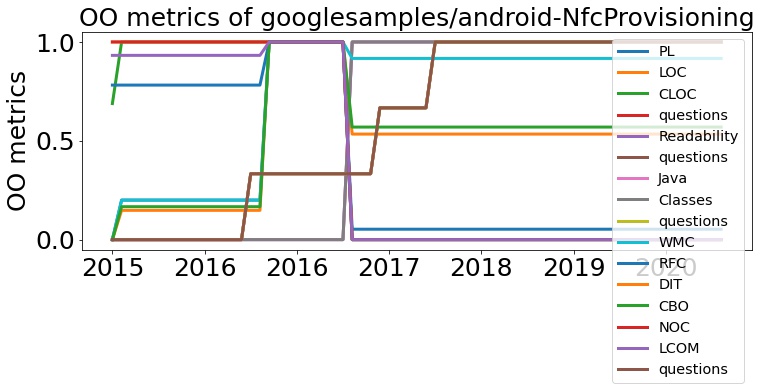 OO metrics of googlesamples/android-NfcProvisioning
OO metrics
1.0
0.5
0.0
2015
2016
2016
2017
2018
2019
2020
PL
LOC
CLOC
questions
Readability
questions
Java
Classes
questions
WMC
RFC
DIT
CBO
NOC
LCOM
questions